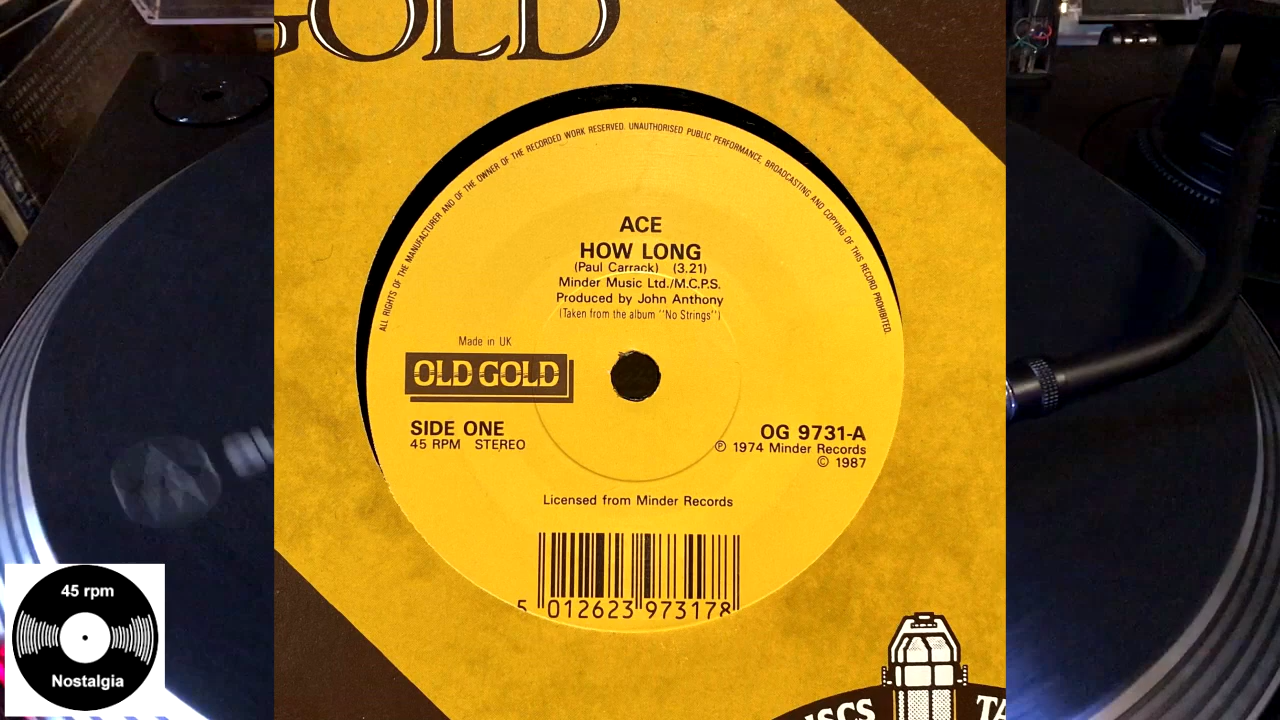 GOLD
ALL RIGHTS OF THE MANUFACTURER AND OF THE OWNER OF THE RECORDED WORK RESERVED. UNAUTHORISED PUBLIC PERFORMANCE, BROADCASTING AND COPYING OF THIS RECORD PROHIBITED.
ACE
HOW LONG
(Paul Carrack) (3.21)
Minder Music Ltd./M.C.P.S.
Produced by John Anthony
(Taken from the album "No Strings")
Made in UK
OLD GOLD
SIDE ONE
45 RPM STEREO
OG 9731-A
Ⓟ 1974 Minder Records
© 1987
Licensed from Minder Records
5 012623 973178
ISCS
TA
45 rpm
Nostalgia